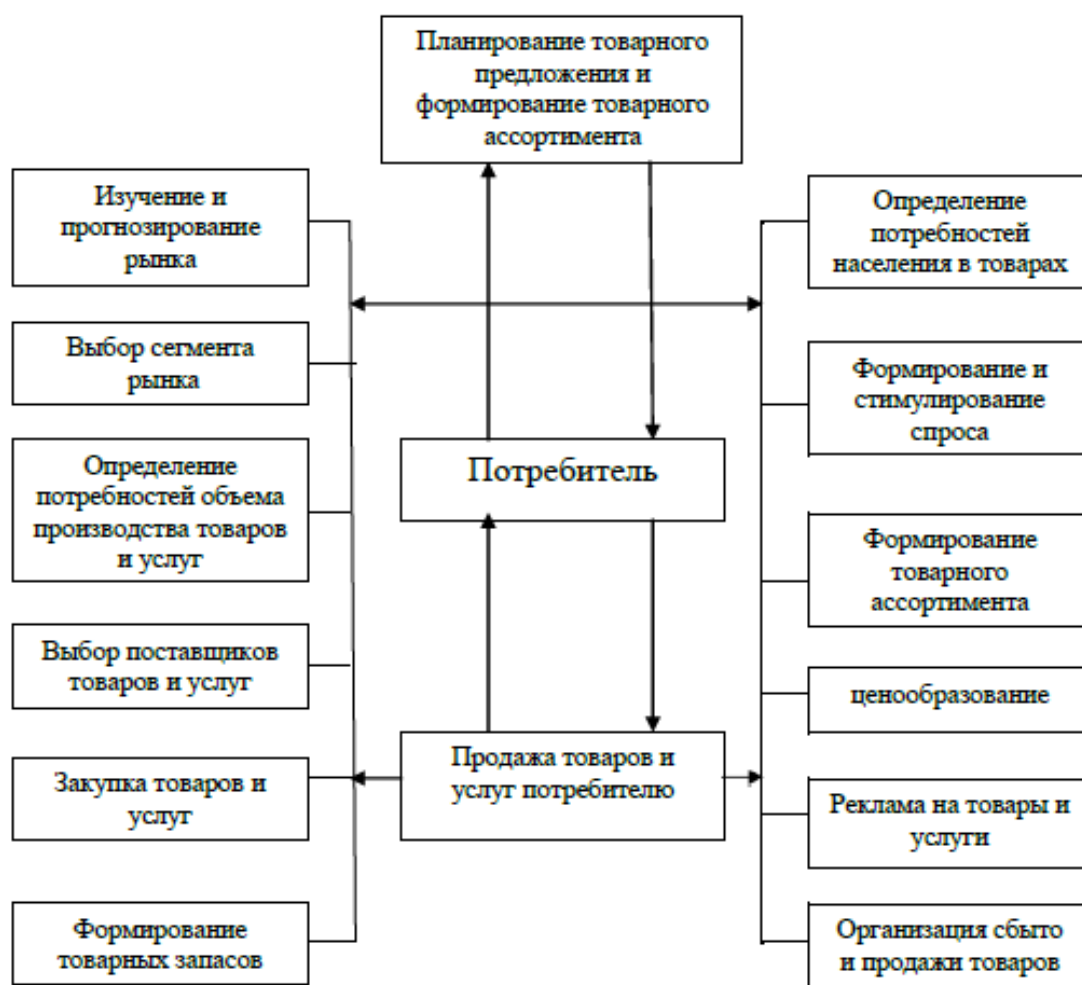 Планирование товарного
предложения и
формирование товарного
ассортимента
Изучение и
прогнозирование
рынка
Выбор сегмента
рынка
Определение
потребностей объема
производства товаров
и услуг
Выбор поставщиков
товаров и услуг
Закупка товаров и
услуг
Формирование
товарных запасов
Потребитель
Продажа товаров и
услуг потребителю
Определение
потребностей
населения в товарах
Формирование и
стимулирование
спроса
Формирование
товарного
ассортимента
ценообразование
Реклама на товары и
услуги
Организация сбыто
и продажи товаров